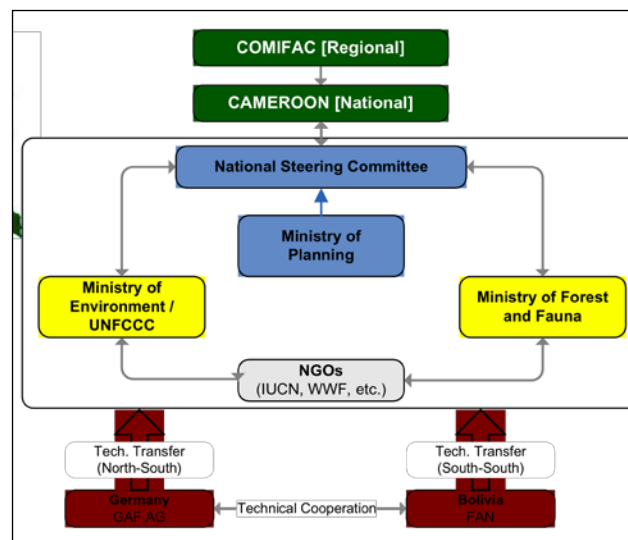 COMIFAC [Regional]
CAMEROON [National]
National Steering Committee
Ministry of
Planning
Ministry of
Environment /
UNFCCC
Ministry of Forest
and Fauna
NGOs
(IUCN, WWF, etc.)
Tech. Transfer
(North-South)
Tech. Transfer
(South-South)
Germany
GAF AG
Technical Cooperation
Bolivia
FAN